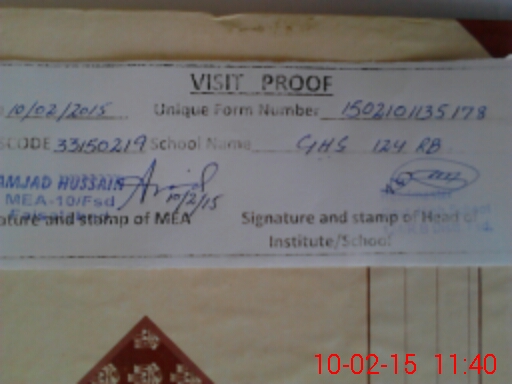 VISIT PROOF
10/02/2015 Unique Form Number 1502101135178
SCODE 33150219 School Name GHS 124 RB
AMJAD HUSSAIN
MEA-10/Fsd 10/2/15
ature and stamp of MEA Signature and stamp of Head of
Institute/School
10-02-15 11:40